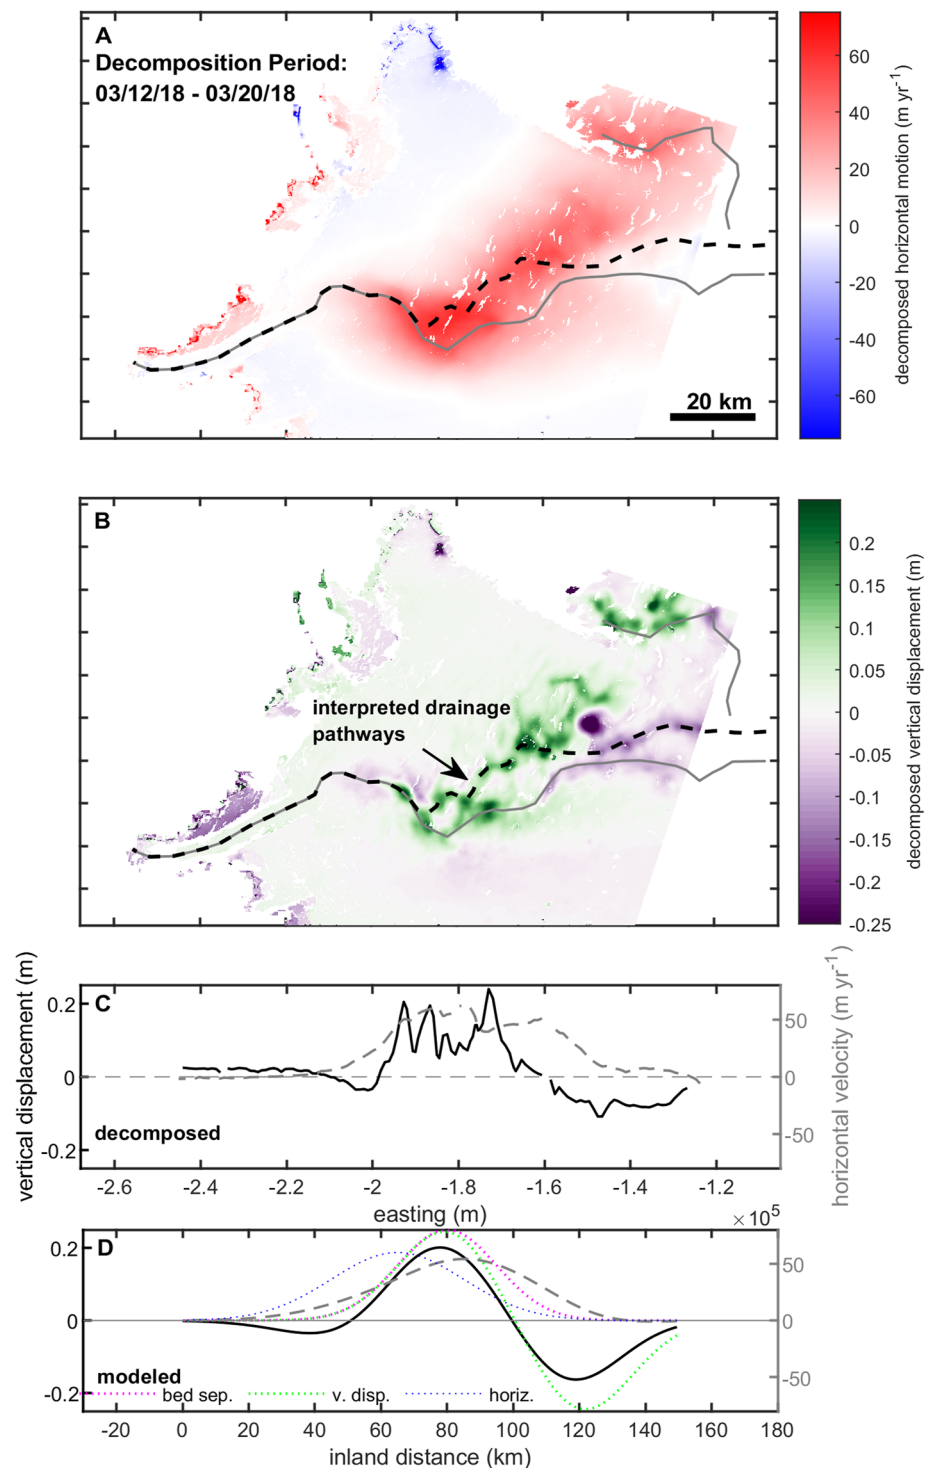 A
Decomposition Period:
03/12/18 - 03/20/18
20 km
60
40
20
0
-20
-40
-60
decomposed horizontal motion (m yr-1)
B
interpreted drainage
pathways
0.2
0.15
0.1
0.05
0
-0.05
-0.1
-0.15
-0.2
-0.25
decomposed vertical displacement (m)
C
decomposed
0.2
0
-0.2
vertical displacement (m)
50
0
-50
horizontal velocity (m yr-1)
-2.6 -2.4 -2.2 -2 -1.8 -1.6 -1.4 -1.2
easting (m)
×10^5
D
modeled
bed sep. v. disp. horiz.
0.2
0
-0.2
50
0
-50
-20 0 20 40 60 80 100 120 140 160 180
inland distance (km)